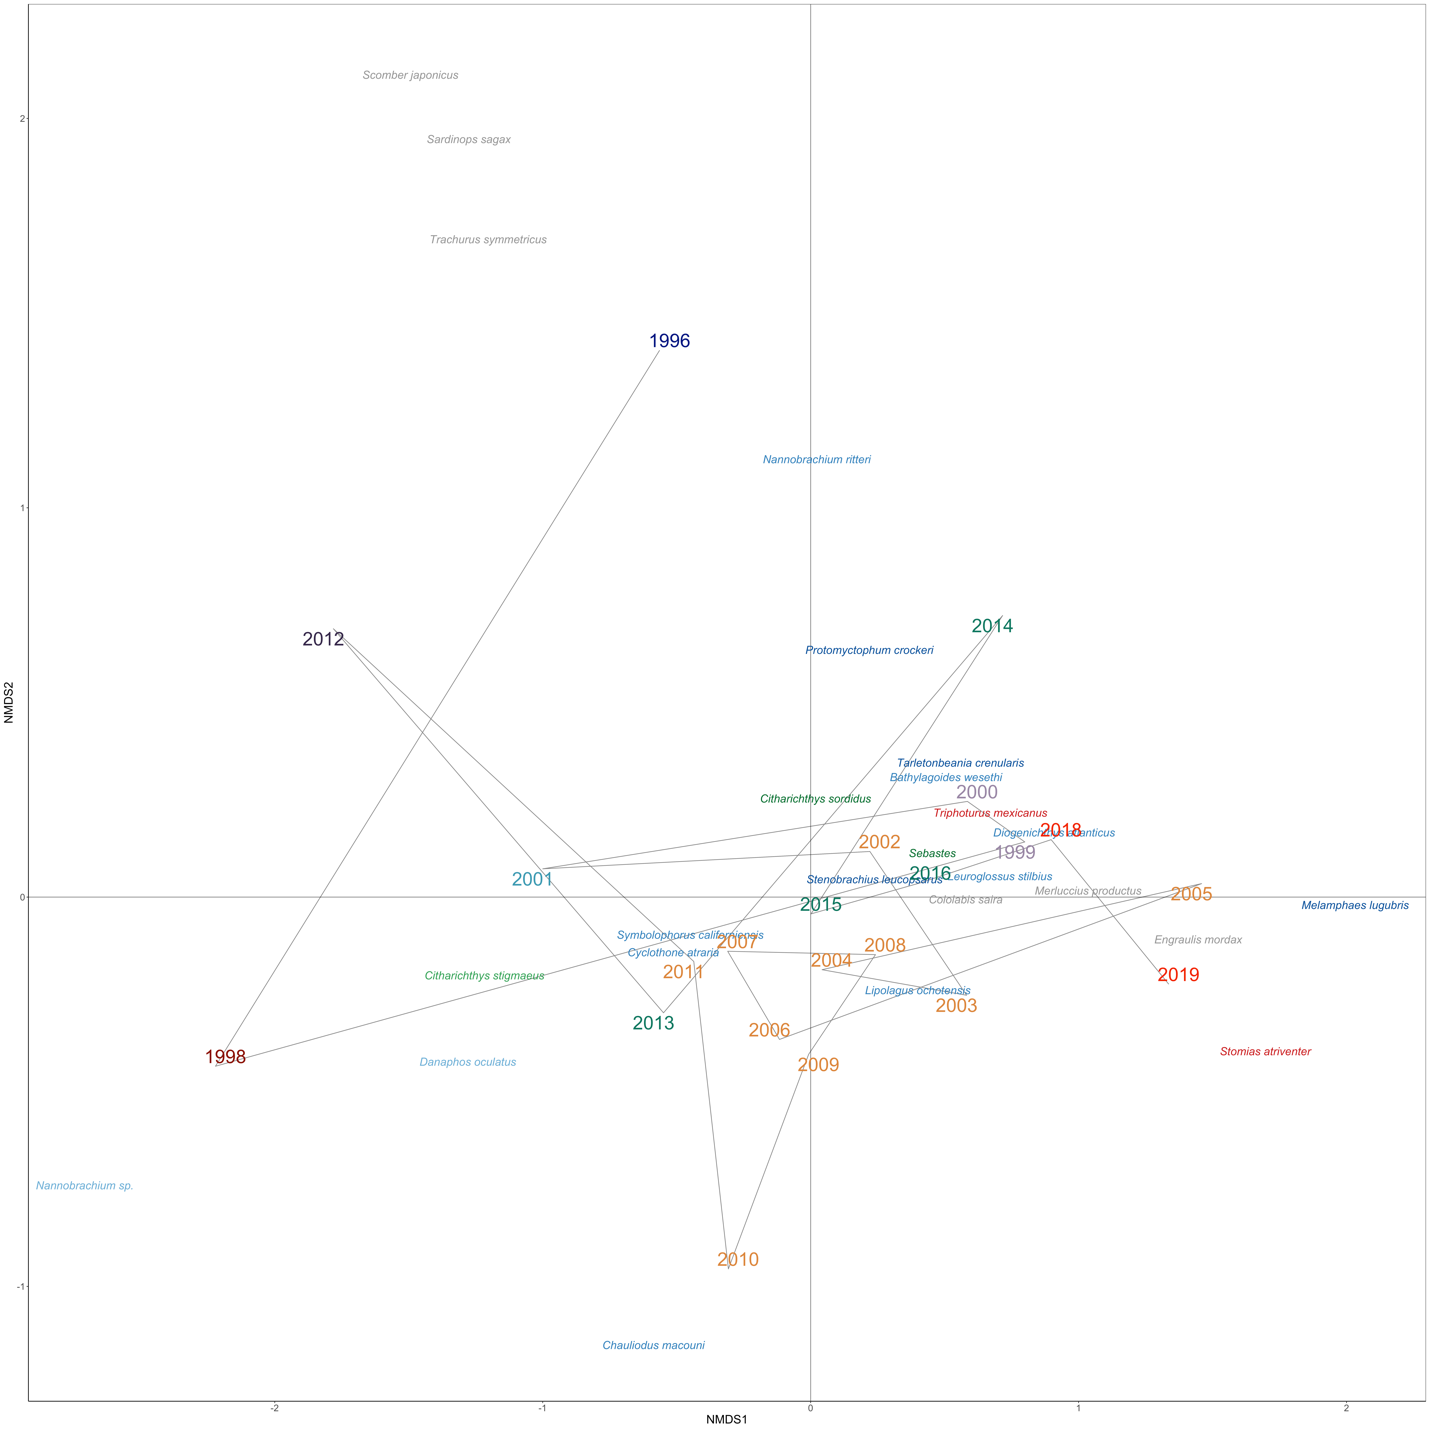 Scomber japonicus
2
Sardinops sagax
Trachurus symmetricus
1996
Nannobrachium ritteri
1
2014
2012
Protomyctophum crockeri
NMDS2
Tarletonbeania crenularis
Bathylagoides wesethi
2000
Citharichthys sordidus
Triphoturus mexicanus
2018
Diogenichthys atlanticus
2002
1999
Sebastes
2016
Leuroglossus stilbius
2001
Stenobrachius leucopsarus
Merluccius productus
2005
0
Cololabis saira
2015
Melamphaes lugubris
Symbolophorus californiensis
Engraulis mordax
2007
2008
Cyclothone atraria
2004
2011
Citharichthys stigmaeus
2019
Lipolagus ochotensis
2003
2013
2006
Stomias atriventer
1998
Danaphos oculatus
2009
Nannobrachium sp.
2010
-1
Chauliodus macouni
-2
-1
0
1
2
NMDS1